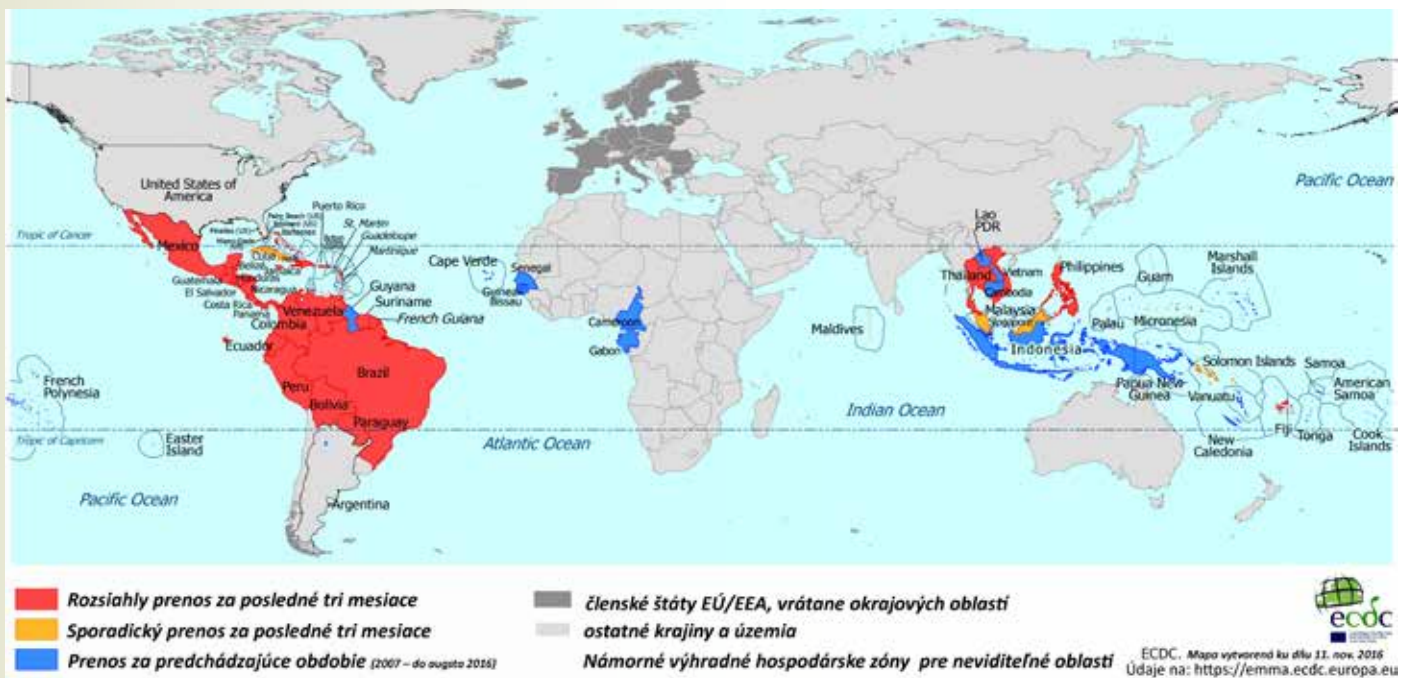 United States of
America
Pacific Ocean
Tropic of Cancer
Mexico
Puerto Rico
St. Martin
Guadeloupe
Martinique
Cuba
Belize
Jamaica
Honduras
Guatemala
El Salvador
Nicaragua
Costa Rica
Panama
Venezuela
Colombia
Guyana
Suriname
French Guiana
Ecuador
Peru
Brazil
Bolivia
Paraguay
Argentina
French
Polynesia
Tropic of Capricorn
Easter
Island
Pacific Ocean
Atlantic Ocean
Cape Verde
Senegal
Guinean
Bissau
Cameroon
Gabon
Maldives
Indian Ocean
Lao
PDR
Thailand
Vietnam
Cambodia
Philippines
Malaysia
Singapore
Indonesia
Guam
Marshall
Islands
Palau
Micronesia
Solomon Islands
Papua New
Guinea
Vanuatu
Samoa
American
Samoa
New
Caledonia
Fiji
Tonga
Cook
Islands
Rozsiahly prenos za posledné tri mesiace
Sporadický prenos za posledné tri mesiace
Prenos za predchádzajúce obdobie (2007 – do augsta 2016)
členské štáty EÚ/EEA, vrátane okrajových oblastí
ostatné krajiny a územia
Námorné výhradné hospodárske zóny pre neviditeľné oblastí
ecdc
ECDC. Mapa vytvorená ku dňu 11. nov. 2016
Údaje na: https://emma.ecdc.europa.eu